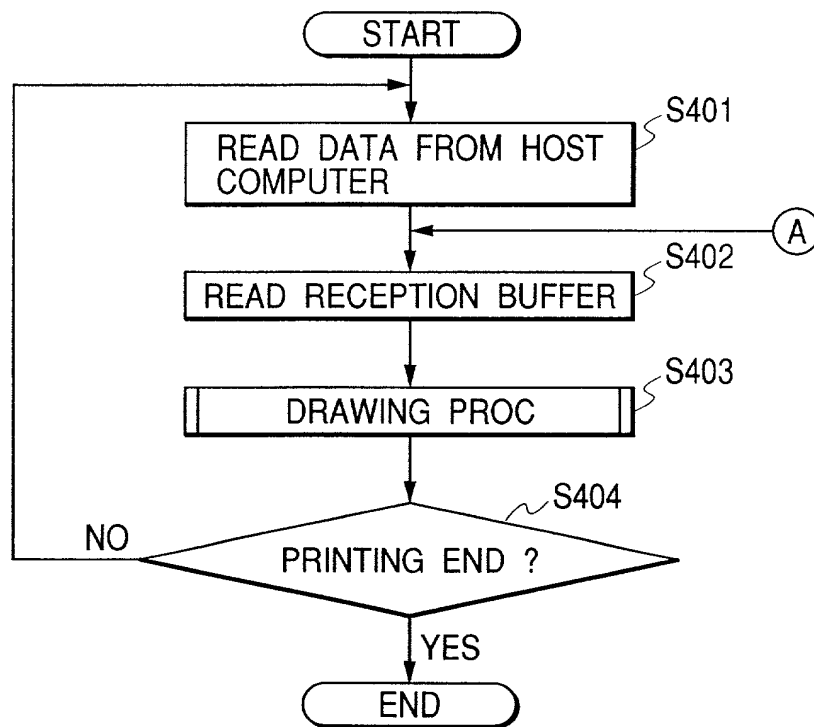 START
S401
READ DATA FROM HOST
COMPUTER
A
S402
READ RECEPTION BUFFER
S403
DRAWING PROC
S404
NO
PRINTING END ?
YES
END